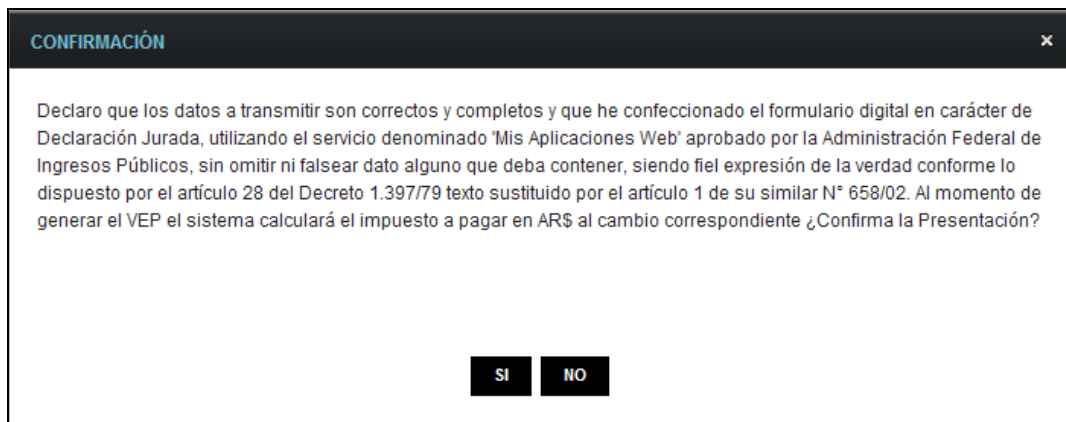 CONFIRMACIÓN ×
Declaro que los datos a transmitir son correctos y completos y que he confeccionado el formulario digital en carácter de
Declaración Jurada, utilizando el servicio denominado 'Mis Aplicaciones Web' aprobado por la Administración Federal de
Ingresos Públicos, sin omitir ni falsear dato alguno que deba contener, siendo fiel expresión de la verdad conforme lo
dispuesto por el artículo 28 del Decreto 1.397/79 texto sustituido por el artículo 1 de su similar N° 658/02. Al momento de
generar el VEP el sistema calculará el impuesto a pagar en AR$ al cambio correspondiente ¿Confirma la Presentación?
SI NO